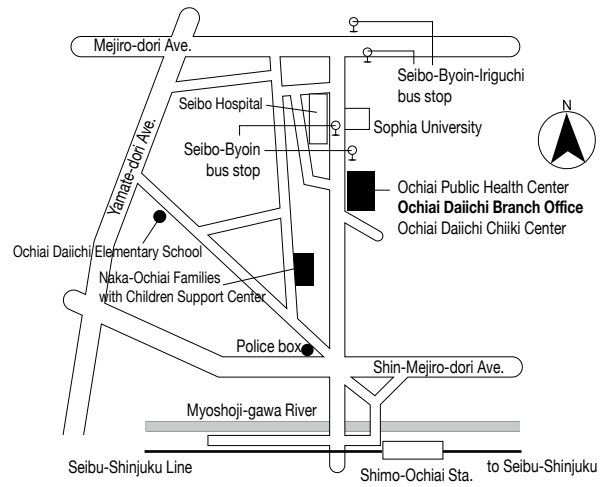 Mejiro-dori Ave.
Seibo-Byoin-Iriguchi
bus stop
Seibo Hospital
Sophia University
N
Seibo-Byoin
bus stop
Yamate-dori Ave.
Ochiai Public Health Center
Ochiai Daiichi Branch Office
Ochiai Daiichi Chiiki Center
Ochiai Daiichi Elementary School
Naka-Ochiai Families
with Children Support Center
Police box
Shin-Mejiro-dori Ave.
Myoshoji-gawa River
Seibu-Shinjuku Line
Shimo-Ochiai Sta.
to Seibu-Shinjuku